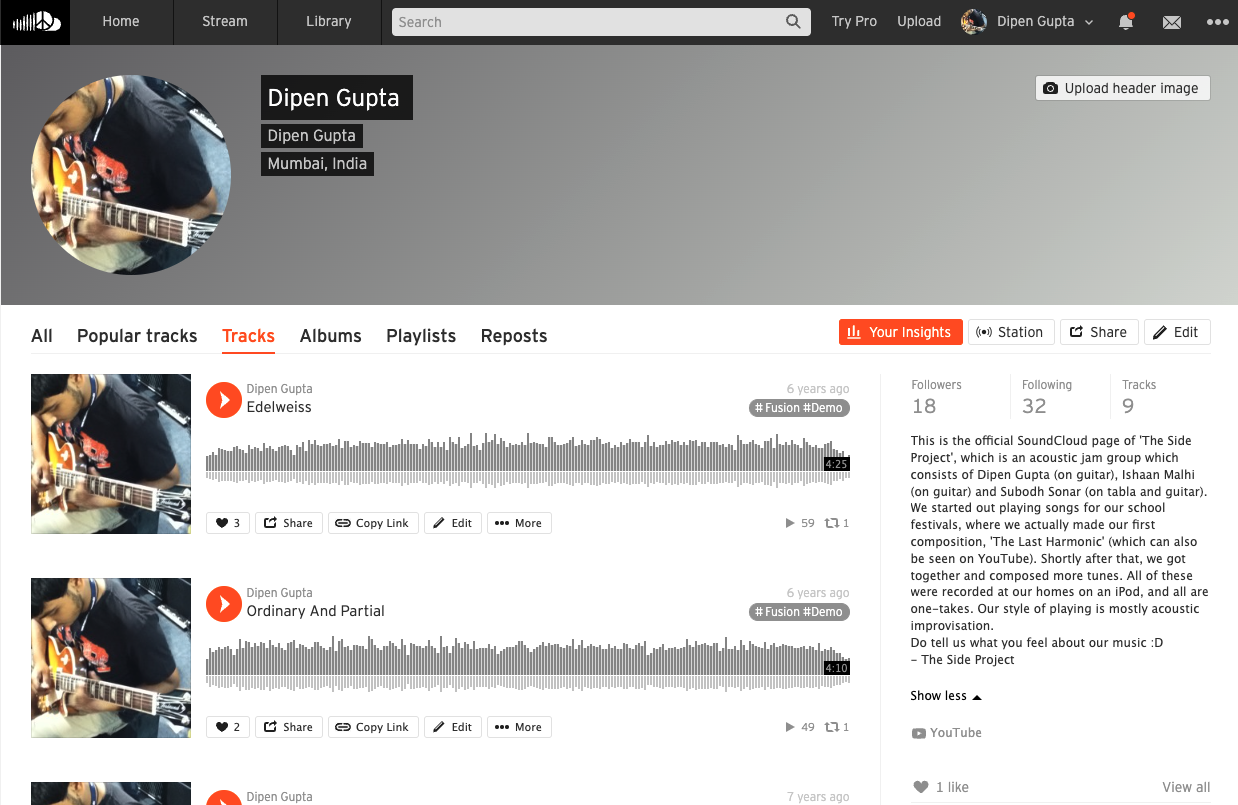 Home
Stream
Library
Search
Try Pro
Upload
Dipen Gupta
Dipen Gupta
Dipen Gupta
Mumbai, India
Upload header image
All
Popular tracks
Tracks
Albums
Playlists
Reposts
Your Insights
Station
Share
Edit
Dipen Gupta
6 years ago
Edelweiss
# Fusion #Demo
4:25
3
Share
Copy Link
Edit
More
59
1
Dipen Gupta
6 years ago
Ordinary And Partial
# Fusion #Demo
4:10
2
Share
Copy Link
Edit
More
49
1
Dipen Gupta
7 years ago
Followers
18
Following
32
Tracks
9
This is the official SoundCloud page of 'The Side
Project', which is an acoustic jam group which
consists of Dipen Gupta (on guitar), Ishaan Malhi
(on guitar) and Subodh Sonar (on tabla and guitar).
We started out playing songs for our school
festivals, where we actually made our first
composition, 'The Last Harmonic' (which can also
be seen on YouTube). Shortly after that, we got
together and composed more tunes. All of these
were recorded at our homes on an iPod, and all are
one-takes. Our style of playing is mostly acoustic
improvisation.
Do tell us what you feel about our music :D
- The Side Project
Show less
YouTube
1 like
View all